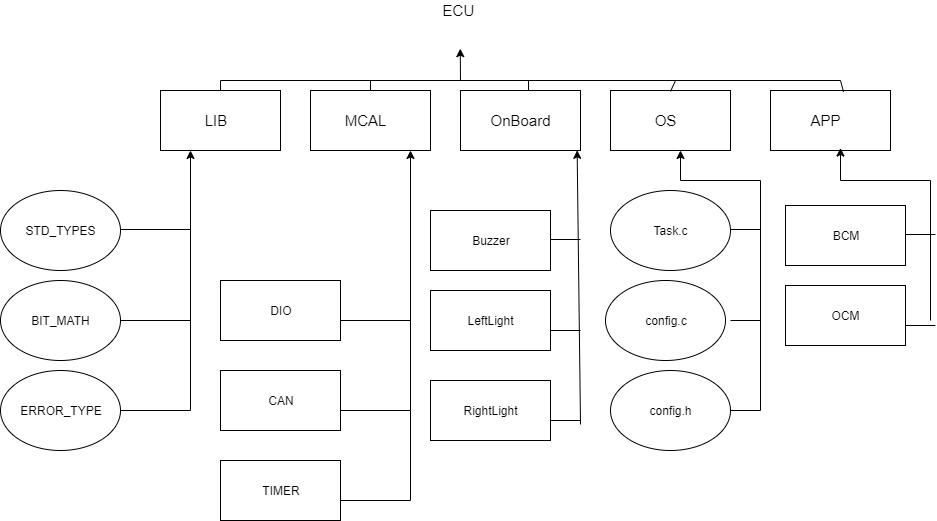 ECU
LIB
MCAL
OnBoard
OS
APP
STD_TYPES
BIT_MATH
ERROR_TYPE
DIO
CAN
TIMER
Buzzer
LeftLight
RightLight
Task.c
config.c
config.h
BCM
OCM